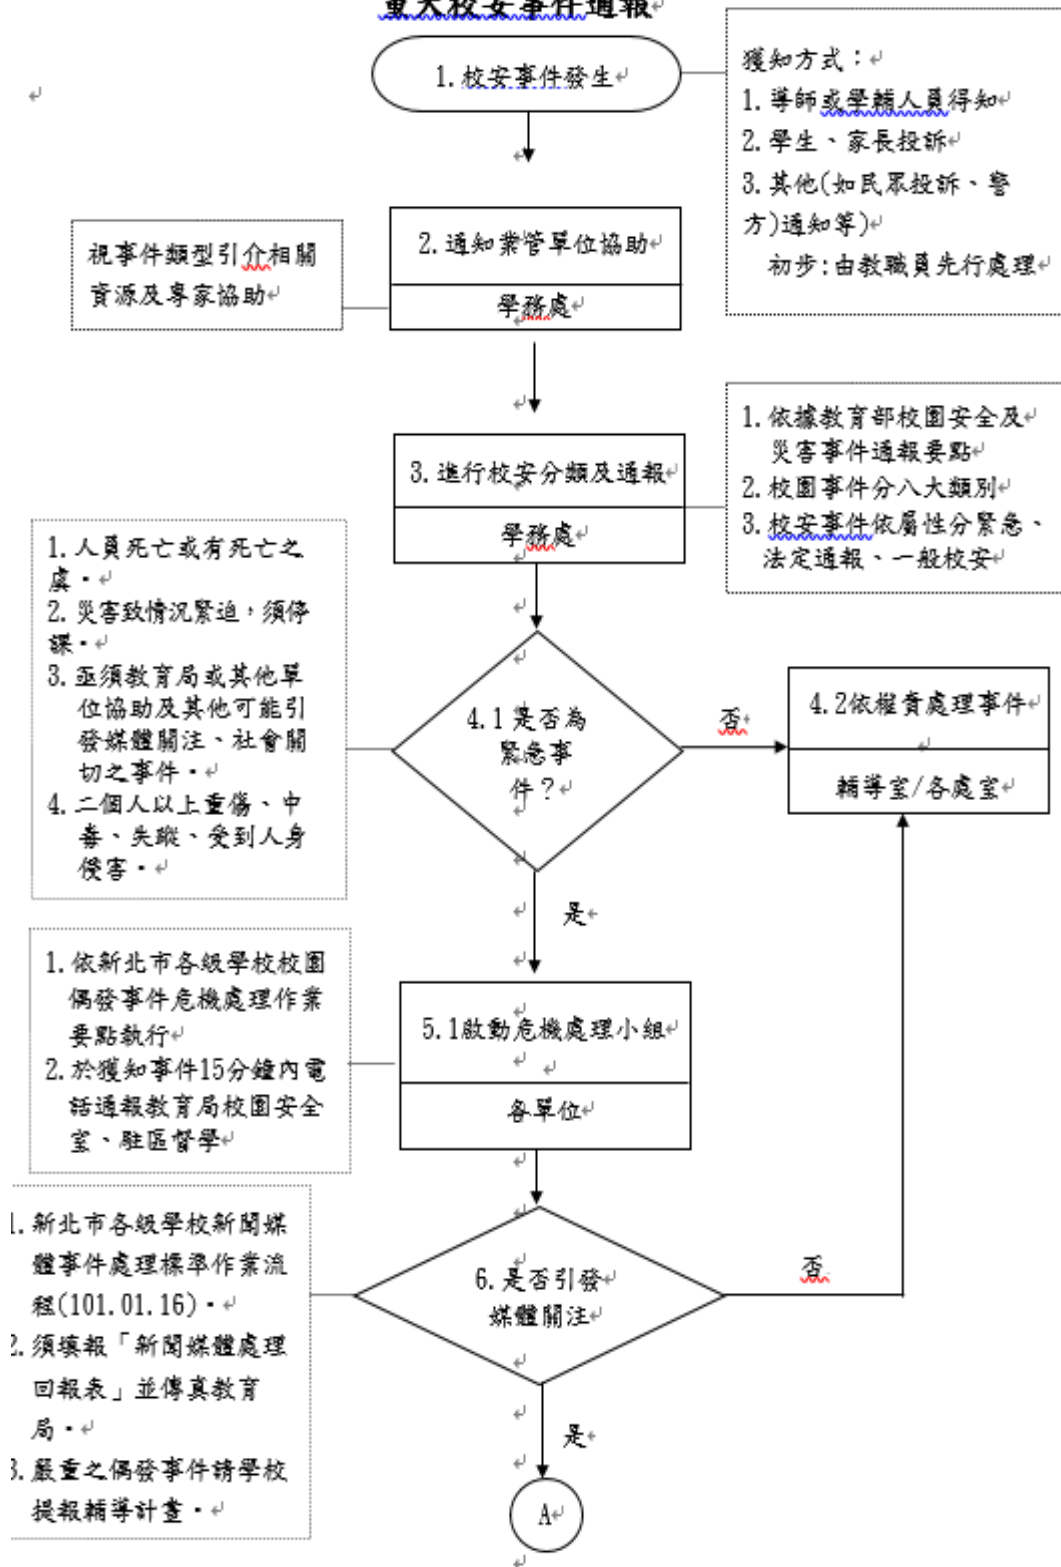 重大校安事件通報
1.校安事件發生
獲知方式：
1.導師或學輔人員得知
2.學生、家長投訴
3.其他(如民眾投訴、警
方)通知等)
初步:由教職員先行處理
視事件類型引介相關
資源及專家協助
2.通知業管單位協助
學務處
1.依據教育部校園安全及
災害事件通報要點
2.校園事件分八大類別
3.校安事件依屬性分緊急、
法定通報、一般校安
3.進行校安分類及通報
學務處
1.人員死亡或有死亡之
虞。
2.災害致情況緊迫，須停
課。
3.亟須教育局或其他單
位協助及其他可能引
發媒體關注、社會關
切之事件。
4.二個人以上重傷、中
毒、失蹤、受到人身
侵害。
4.1是否為
緊急事
件？
否
4.2依權責處理事件
輔導室/各處室
是
1.依新北市各級學校校園
偶發事件危機處理作業
要點執行
2.於獲知事件15分鐘內電
話通報教育局校園安全
室、駐區督學
5.1啟動危機處理小組
各單位
1.新北市各級學校新聞媒
體事件處理標準作業流
程(101.01.16)。
2.須填報「新聞媒體處理
回報表」並傳真教育
局。
3.嚴重之偶發事件請學校
提報輔導計畫。
6.是否引發
媒體關注
否
是
A